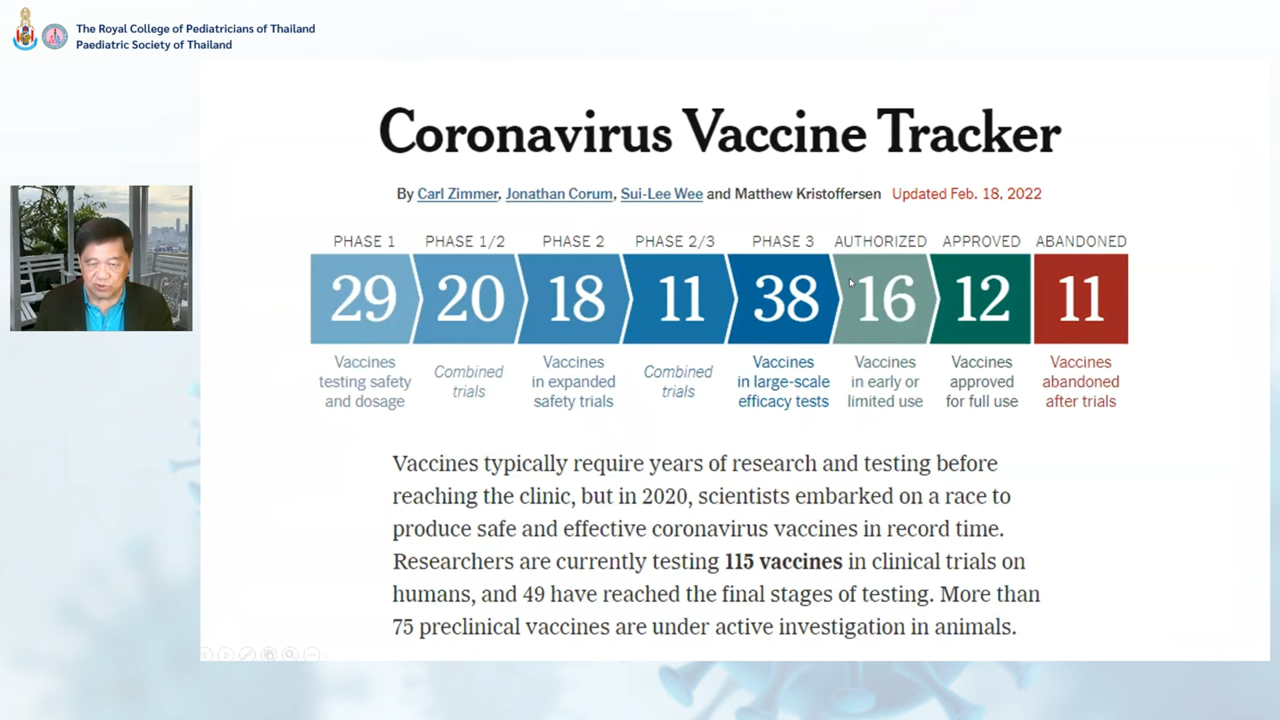 The Royal College of Pediatricians of Thailand
Paediatric Society of Thailand
Coronavirus Vaccine Tracker
By Carl Zimmer, Jonathan Corum, Sui-Lee Wee and Matthew Kristoffersen Updated Feb. 18, 2022
PHASE 1 PHASE 1/2 PHASE 2 PHASE 2/3 PHASE 3 AUTHORIZED APPROVED ABANDONED
29 20 18 11 38 16 12 11
Vaccines testing safety and dosage
Combined trials
Vaccines in expanded safety trials
Combined trials
Vaccines in large-scale efficacy tests
Vaccines in early or limited use
Vaccines approved for full use
Vaccines abandoned after trials
Vaccines typically require years of research and testing before
reaching the clinic, but in 2020, scientists embarked on a race to
produce safe and effective coronavirus vaccines in record time.
Researchers are currently testing 115 vaccines in clinical trials on
humans, and 49 have reached the final stages of testing. More than
75 preclinical vaccines are under active investigation in animals.